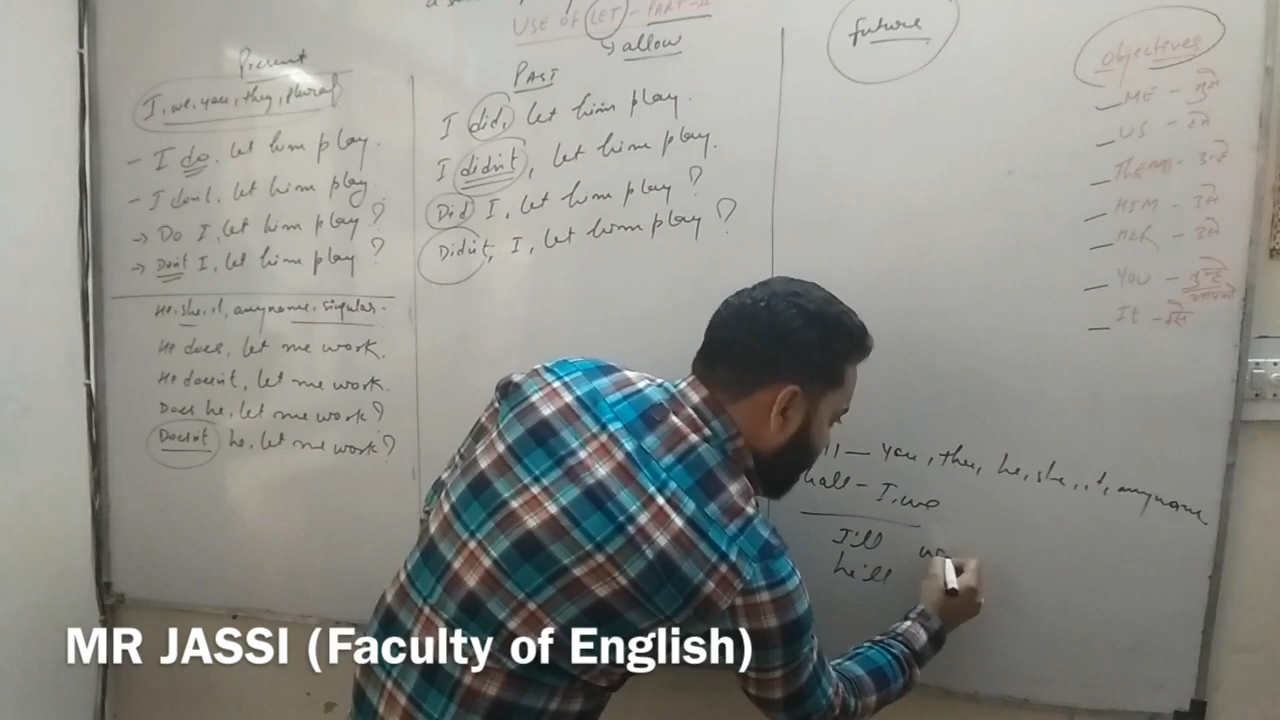 USE OF LET - PART-II
↳ allow
Present
I, we, you, they, plural
- I do, let him play.
- I don't, let him play.
→ Do I, let him play?
→ Don't I, let him play?
He, she, it, anyname, singular.
He does, let me work.
He doesn't, let me work.
Does he, let me work?
Doesn't he, let me work?
PAST
I did, let him play.
I didn't, let him play.
Did I, let him play?
Didn't, I, let him play?
future
ll — you, they, he, she, it, anyname
hall - I, we
I'll
he'll
Objectives
ME - मुझे
US - हमें
THEM - उन्हें
HIM - उसे
HER - उसे
You - तुम्हें
आपको
It - इसे
MR JASSI (Faculty of English)